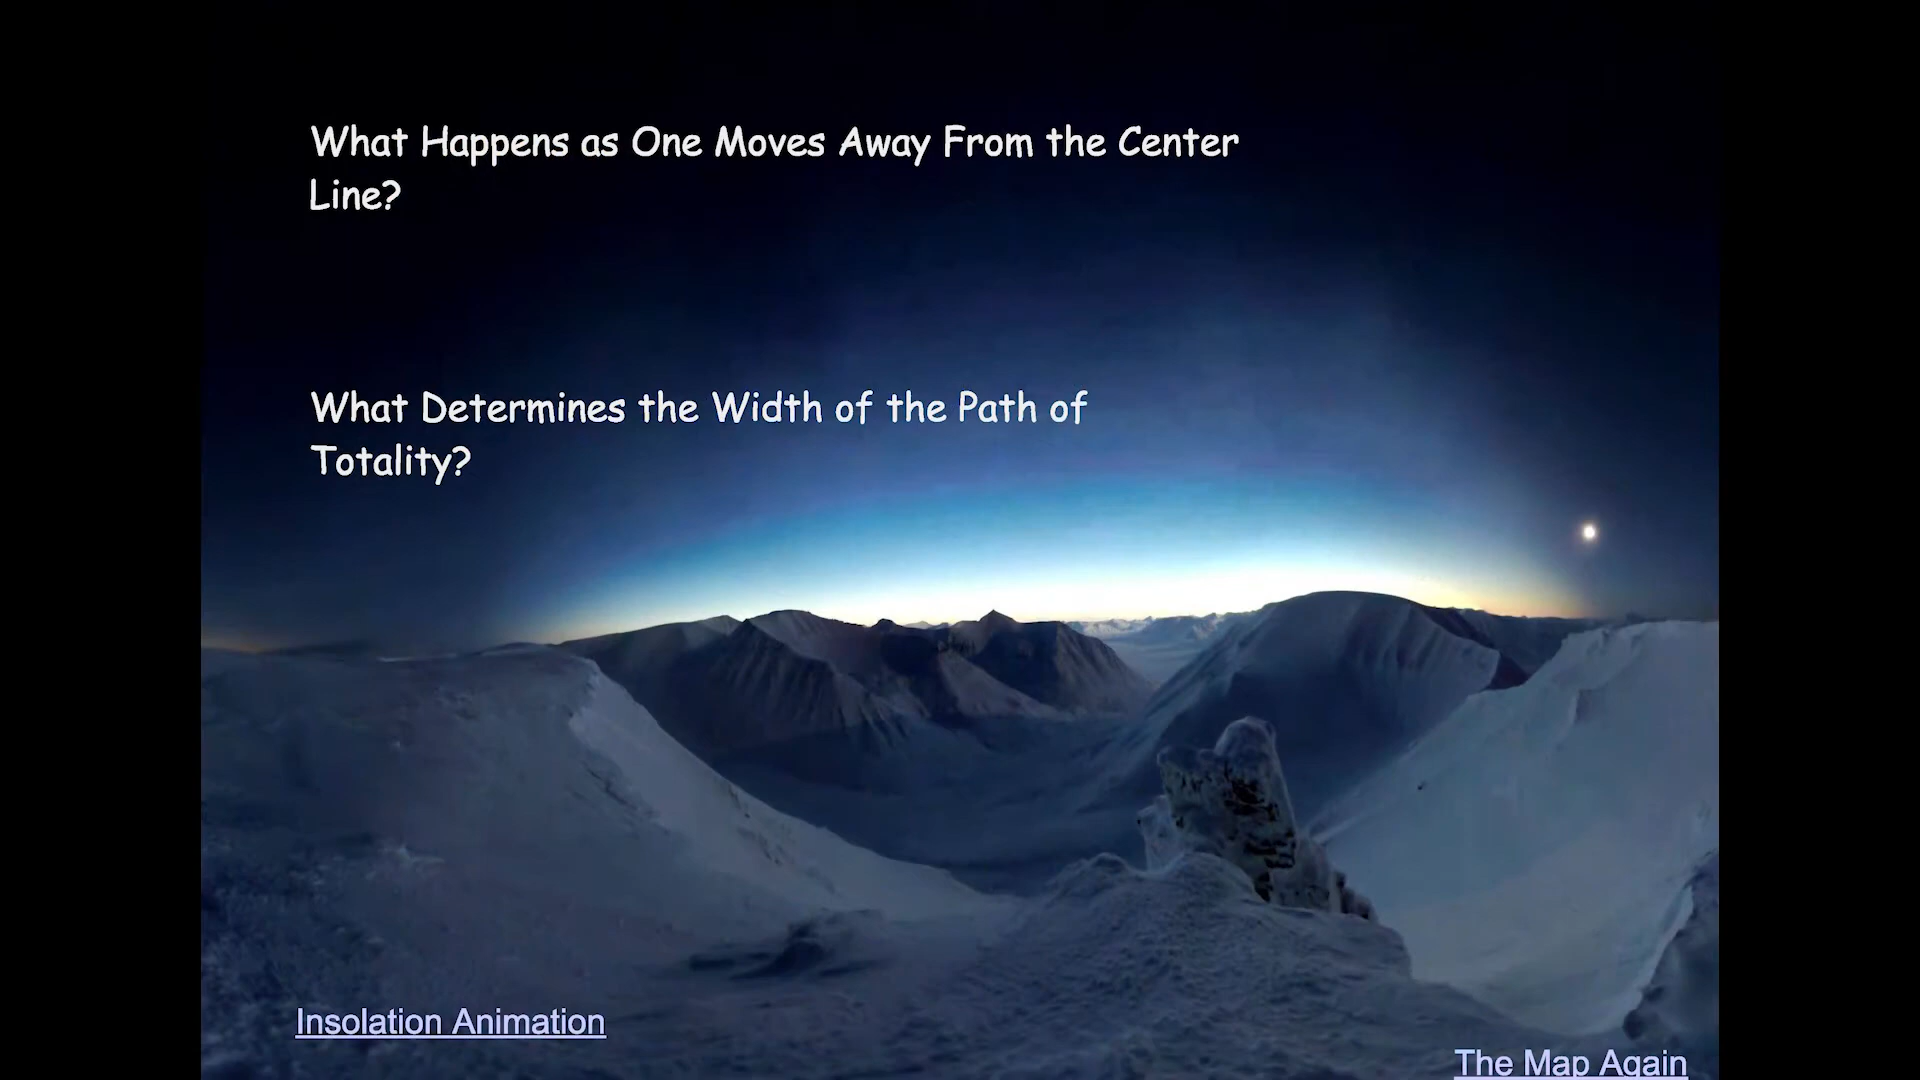 What Happens as One Moves Away From the Center
Line?
What Determines the Width of the Path of
Totality?
Insolation Animation
The Map Again